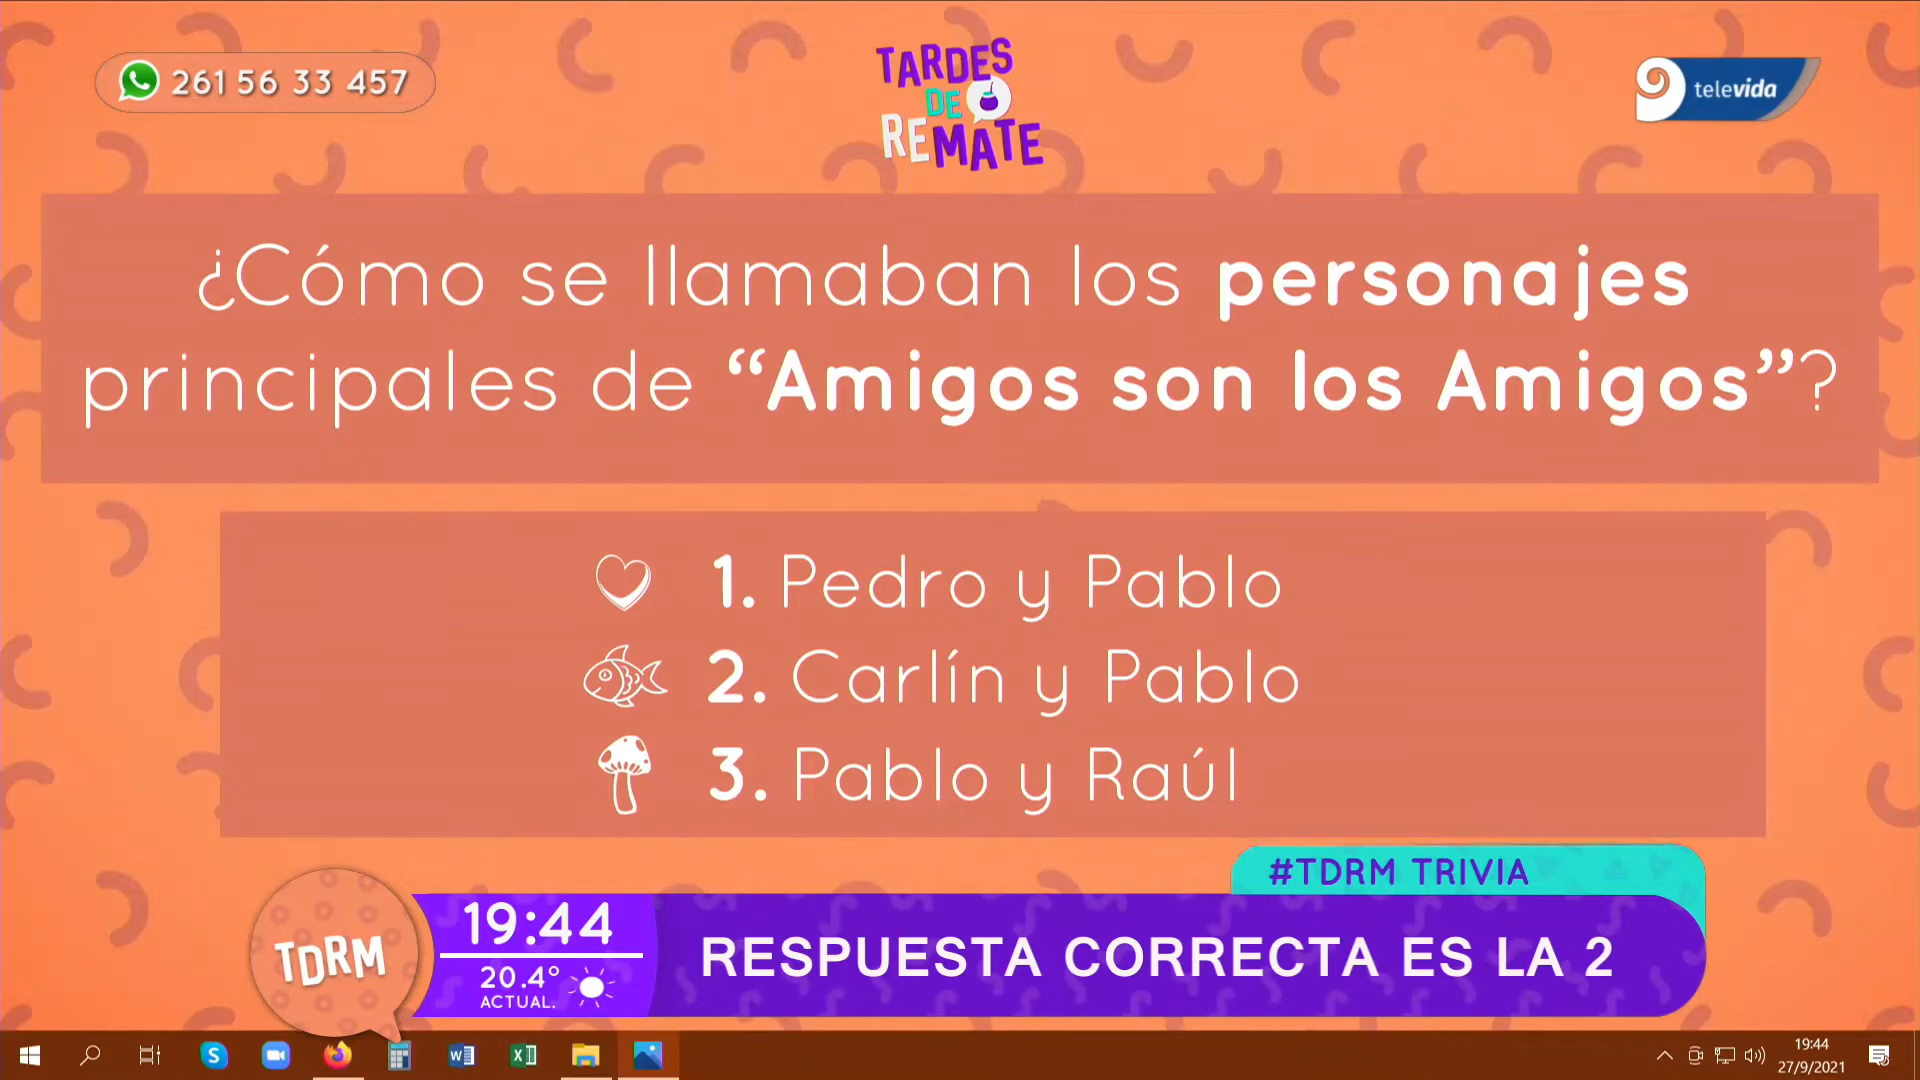 261 56 33 457
TARDES
DE
REMATE
9 televida
¿Cómo se llamaban los personajes
principales de “Amigos son los Amigos”?
1. Pedro y Pablo
2. Carlín y Pablo
3. Pablo y Raúl
#TDRM TRIVIA
TDRM
19:44
20.4°
ACTUAL.
RESPUESTA CORRECTA ES LA 2
19:44
27/9/2021